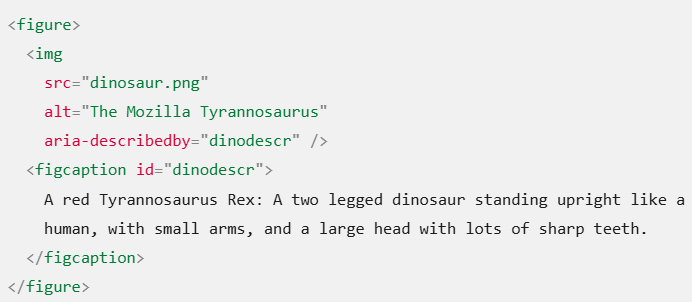 <figure>
<img
src="dinosaur.png"
alt="The Mozilla Tyrannosaurus"
aria-describedby="dinodescr" />
<figcaption id="dinodescr">
A red Tyrannosaurus Rex: A two legged dinosaur standing upright like a
human, with small arms, and a large head with lots of sharp teeth.
</figcaption>
</figure>